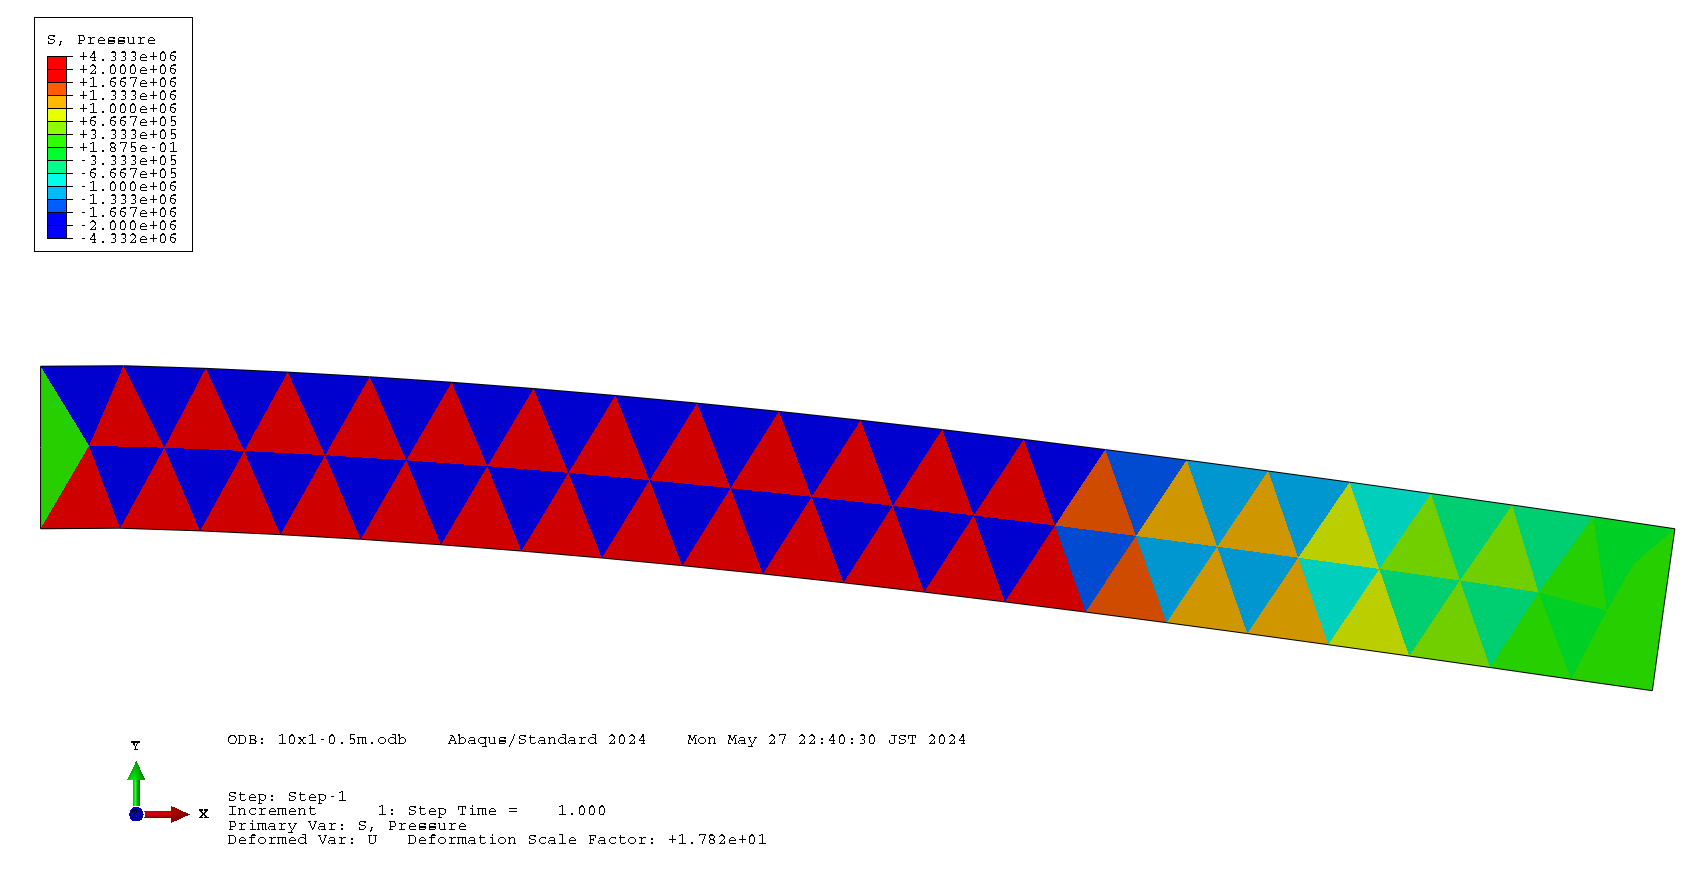 S, Pressure
+4.333e+06
+2.000e+06
+1.667e+06
+1.333e+06
+1.000e+06
+6.667e+05
+3.333e+05
+1.875e-01
-3.333e+05
-6.667e+05
-1.000e+06
-1.333e+06
-1.667e+06
-2.000e+06
-4.332e+06
Y
X
ODB: 10x1-0.5m.odb Abaqus/Standard 2024 Mon May 27 22:40:30 JST 2024
Step: Step-1
Increment 1: Step Time = 1.000
Primary Var: S, Pressure
Deformed Var: U Deformation Scale Factor: +1.782e+01